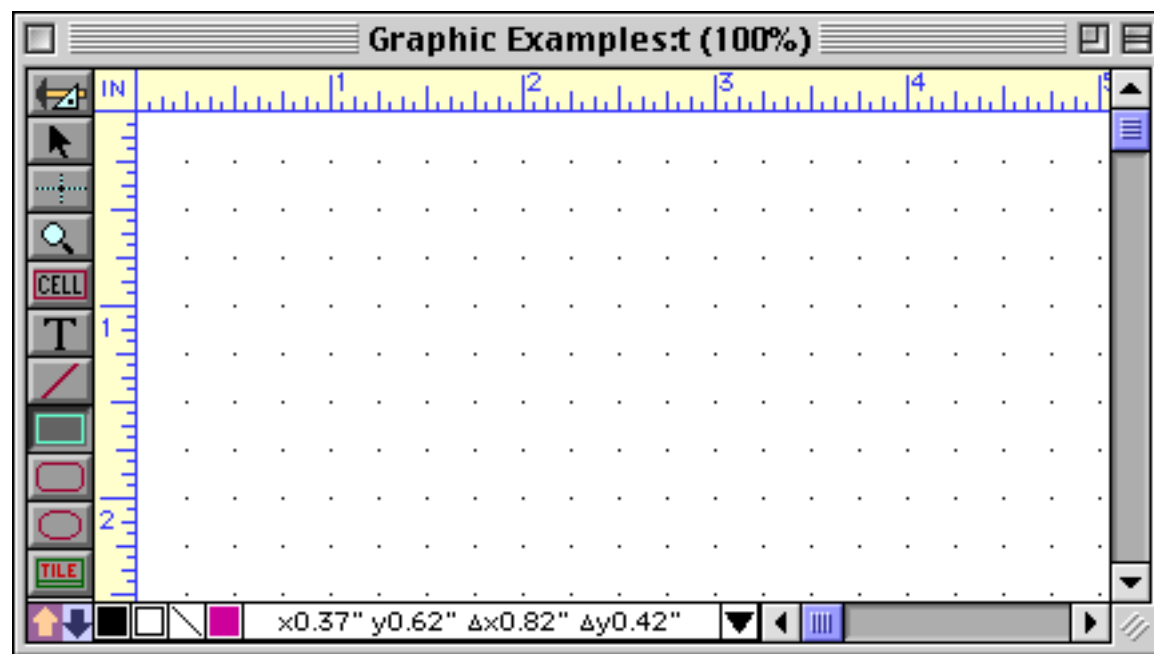 Graphic Examples:t (100%)
IN 1 2 3 4 5
CELL
T
1
2
TILE
x0.37" y0.62" Δx0.82" Δy0.42"